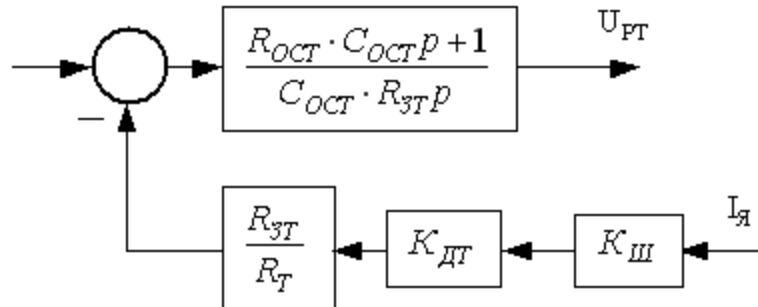 R_ОСТ · C_ОСТ p + 1
C_ОСТ · R_ЗТ p
U_РТ
−
R_ЗТ
R_Т
K_ДТ
K_Ш
I_Я